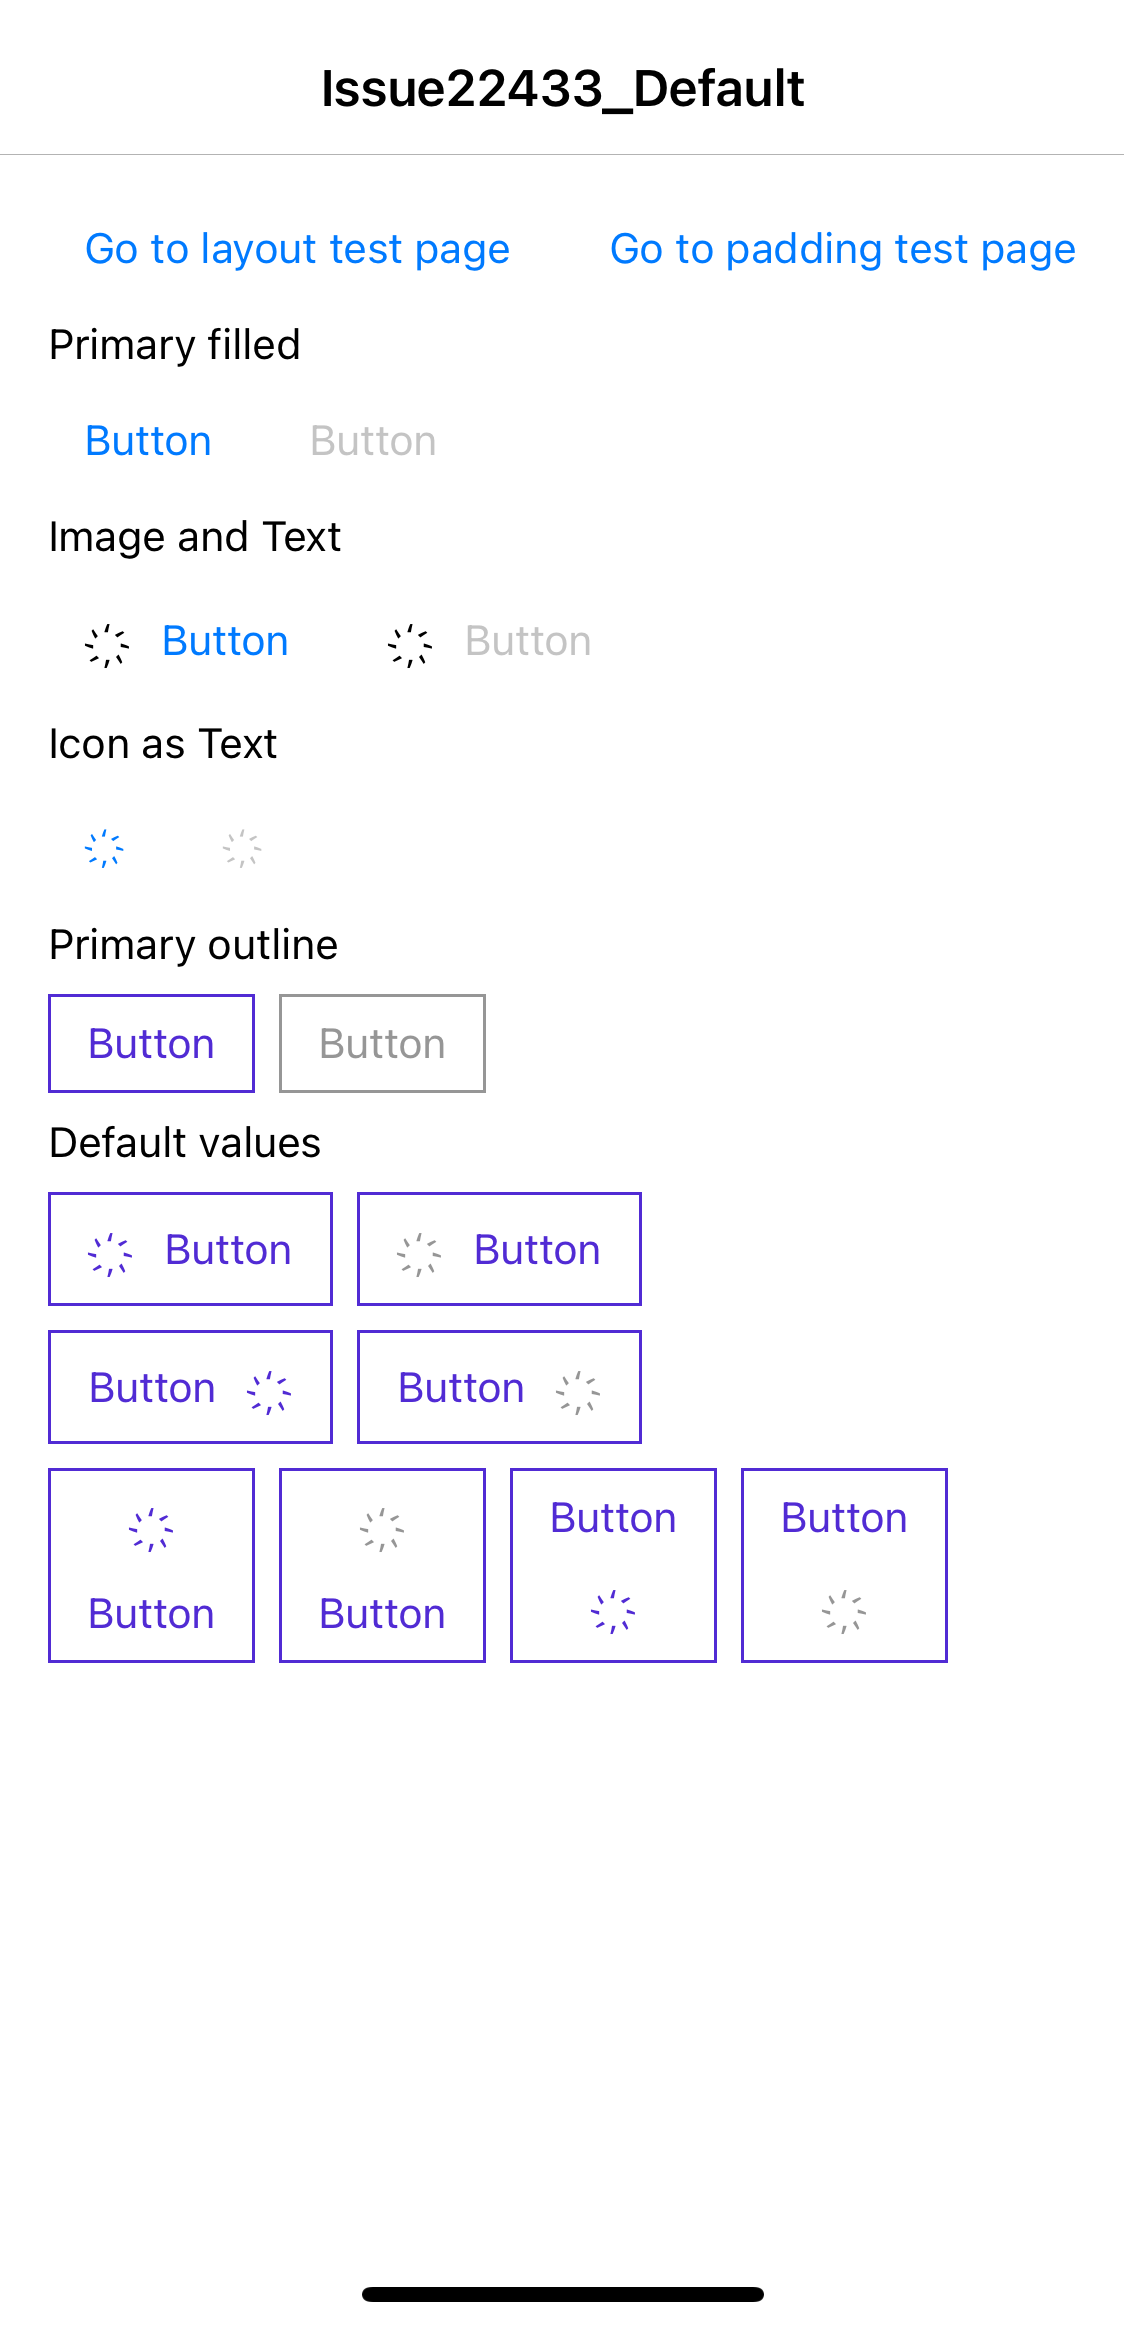 Issue22433_Default
Go to layout test page Go to padding test page
Primary filled
Button Button
Image and Text
Button Button
Icon as Text
Primary outline
Button Button
Default values
Button Button
Button Button
Button Button
Button Button